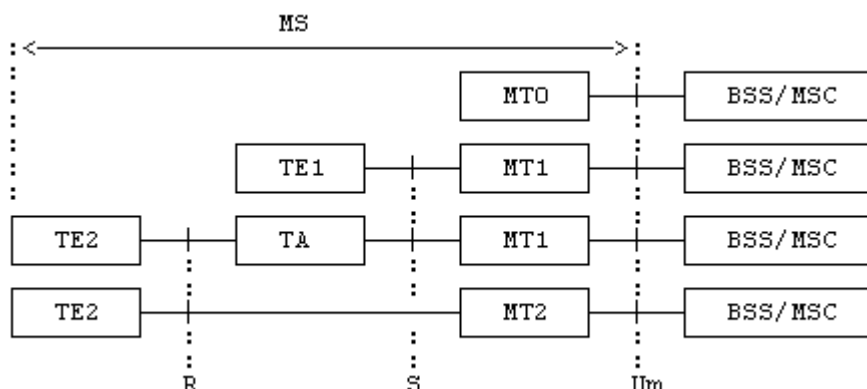 MS
MT0 BSS/MSC
TE1 MT1 BSS/MSC
TE2 TA MT1 BSS/MSC
TE2 MT2 BSS/MSC
R S Um